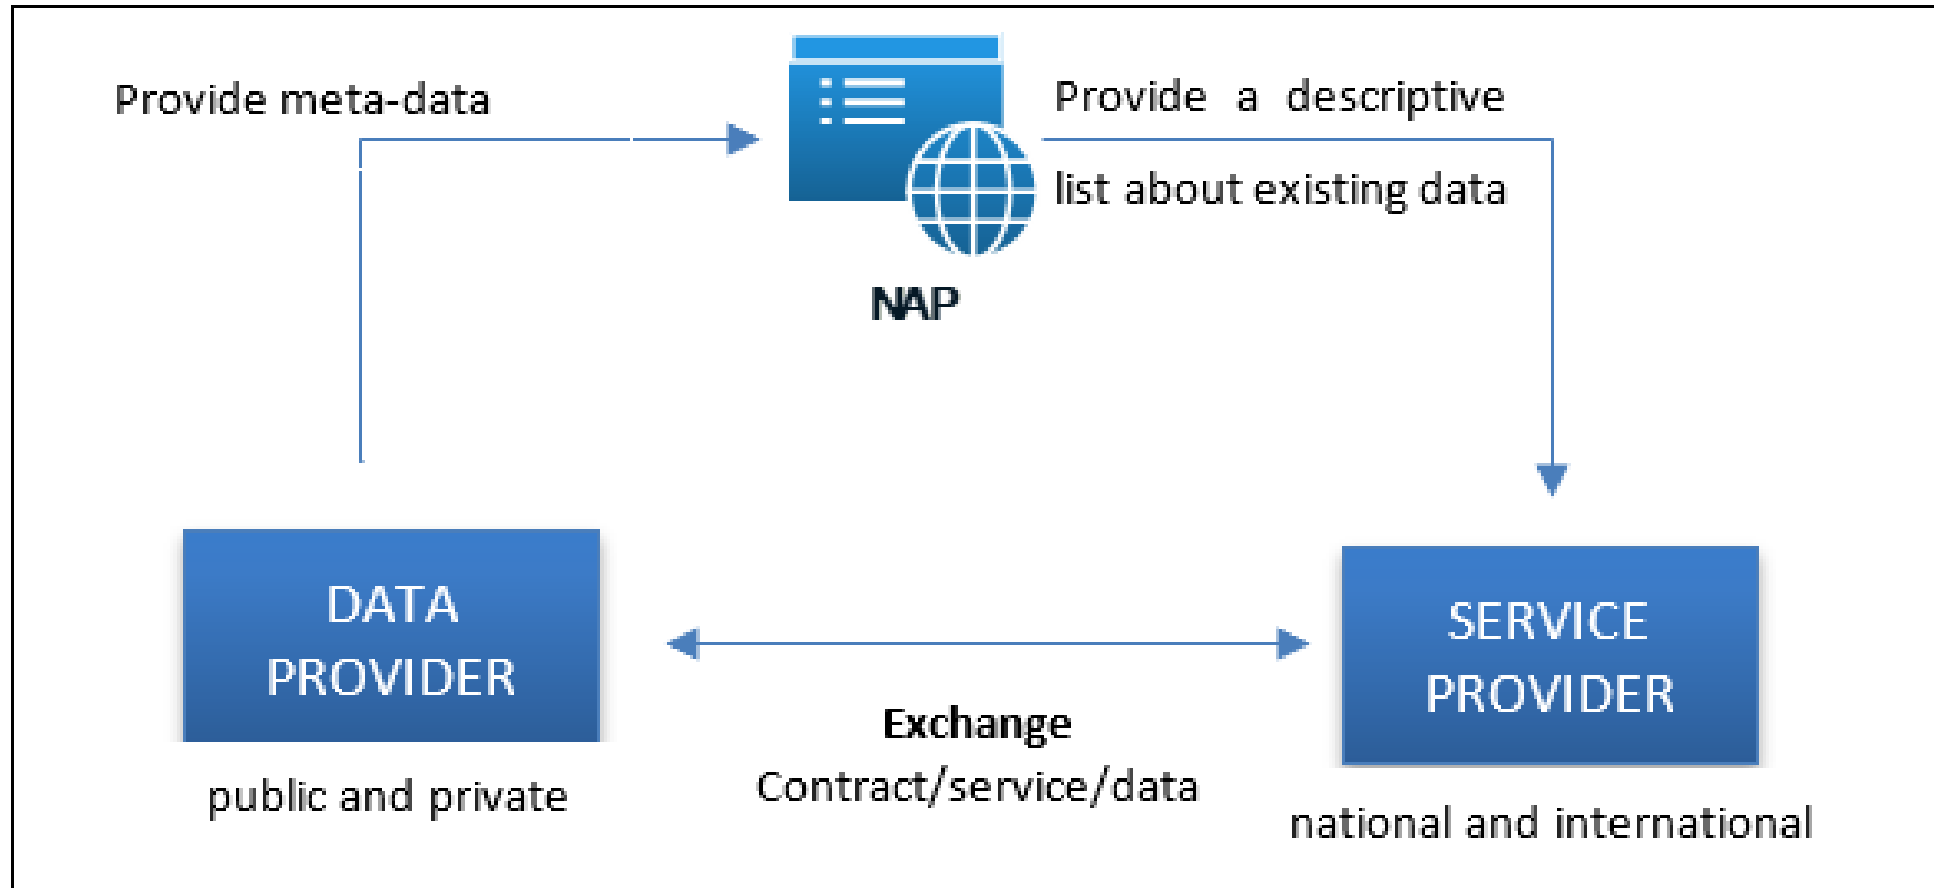 Provide meta-data
Provide a descriptive
list about existing data
NAP
DATA
PROVIDER
public and private
Exchange
Contract/service/data
SERVICE
PROVIDER
national and international